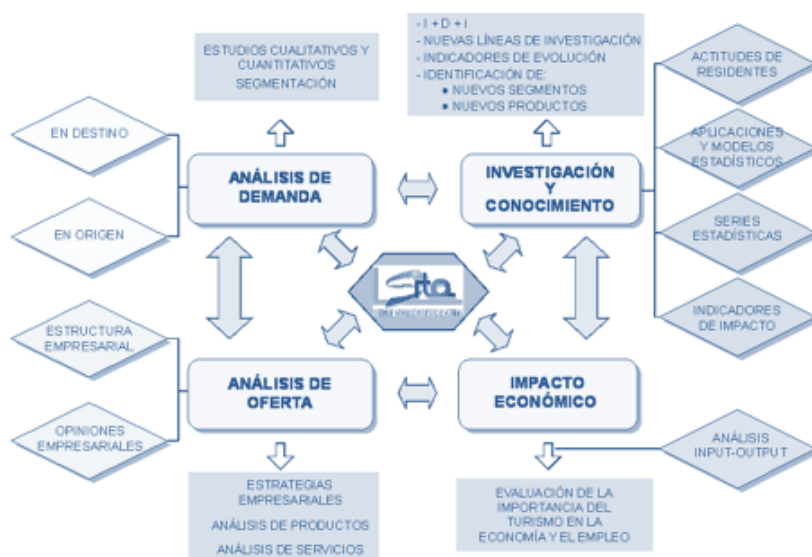 ESTUDIOS CUALITATIVOS Y
CUANTITATIVOS
SEGMENTACIÓN
- I + D + i
- NUEVAS LÍNEAS DE INVESTIGACIÓN
- INDICADORES DE EVOLUCIÓN
- IDENTIFICACIÓN DE:
● NUEVOS SEGMENTOS
● NUEVOS PRODUCTOS
ACTITUDES DE
RESIDENTES
EN DESTINO
APLICACIONES
Y MODELOS
ESTADÍSTICOS
ANÁLISIS DE
DEMANDA
INVESTIGACIÓN
Y
CONOCIMIENTO
EN ORIGEN
SERIES
ESTADÍSTICAS
Sita
ESTRUCTURA
EMPRESARIAL
INDICADORES
DE IMPACTO
ANÁLISIS DE
OFERTA
IMPACTO
ECONÓMICO
OPINIONES
EMPRESARIALES
ANÁLISIS
INPUT-OUTPUT
ESTRATEGIAS
EMPRESARIALES
ANÁLISIS DE PRODUCTOS
ANÁLISIS DE SERVICIOS
EVALUACIÓN DE LA
IMPORTANCIA DEL
TURISMO EN LA
ECONOMÍA Y EL EMPLEO